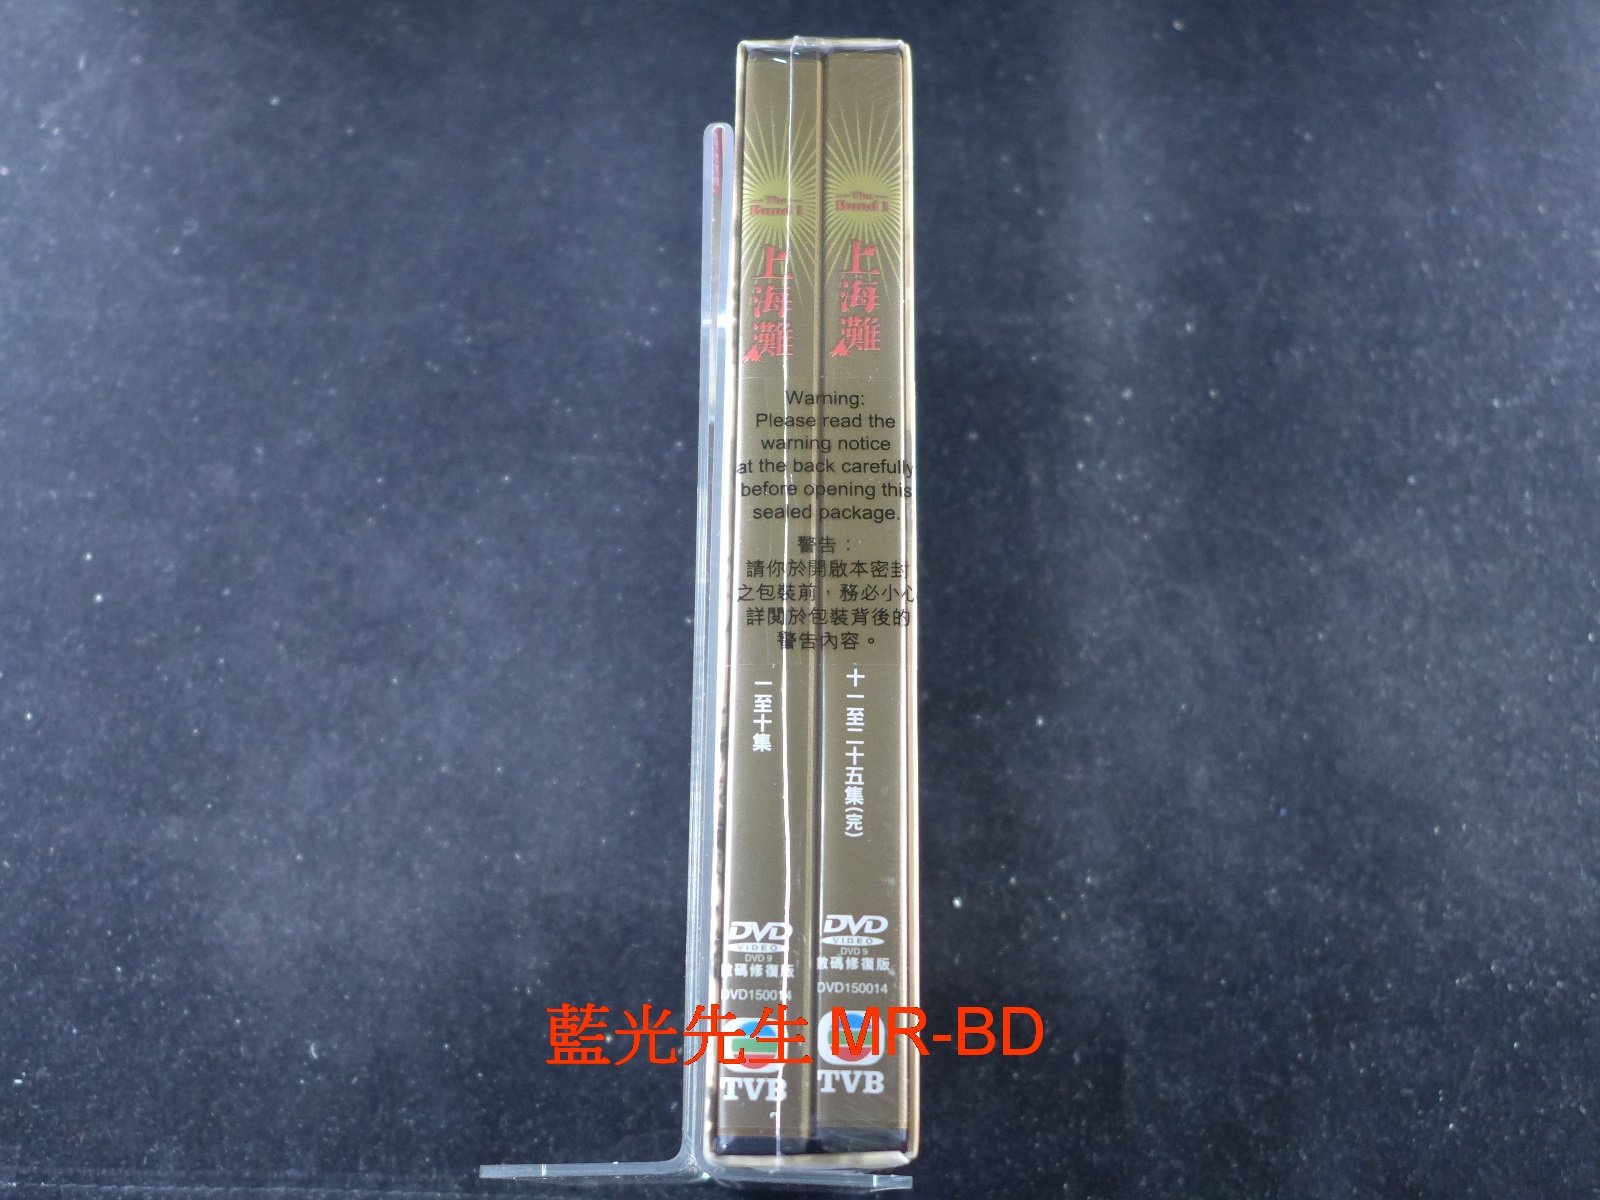 The
Bund I
上海灘
The
Bund I
上海灘
Warning:
Please read the
warning notice
at the back carefully
before opening this
sealed package.
警告：
請你於開啟本密封
之包裝前，務必小心
詳閱於包裝背後的
警告內容。
一至十集
十一至二十五集(完)
DVD
VIDEO
DVD 9
數碼修復版
DVD150014
TVB
DVD
VIDEO
DVD 9
數碼修復版
DVD150014
TVB
藍光先生 MR-BD